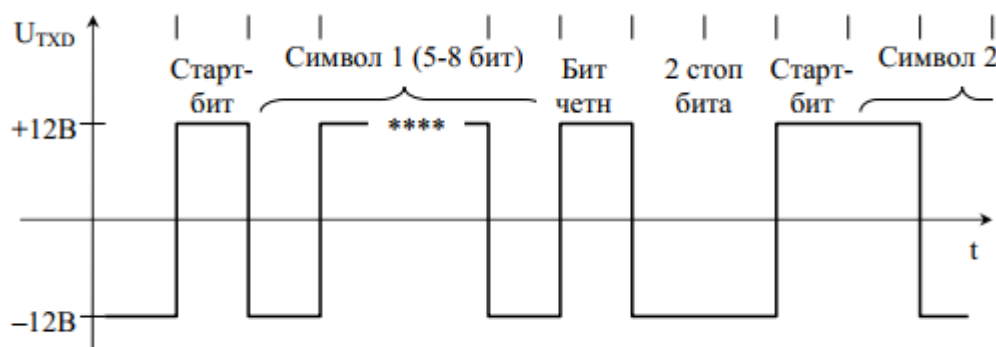 U_TXD
Старт-
бит
Символ 1 (5-8 бит)
Бит
четн
2 стоп
бита
Старт-
бит
Символ 2
+12В
****
t
–12В